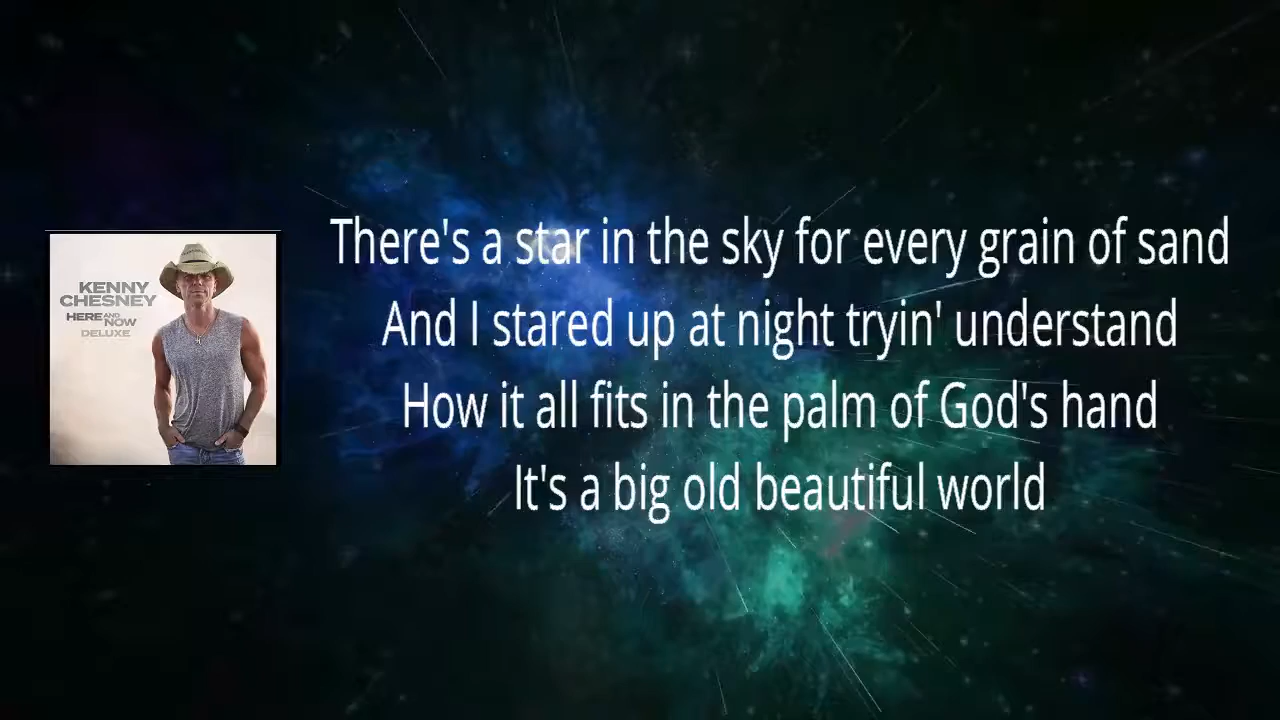 KENNY
CHESNEY
HERE AND NOW
DELUXE
There's a star in the sky for every grain of sand
And I stared up at night tryin' understand
How it all fits in the palm of God's hand
It's a big old beautiful world